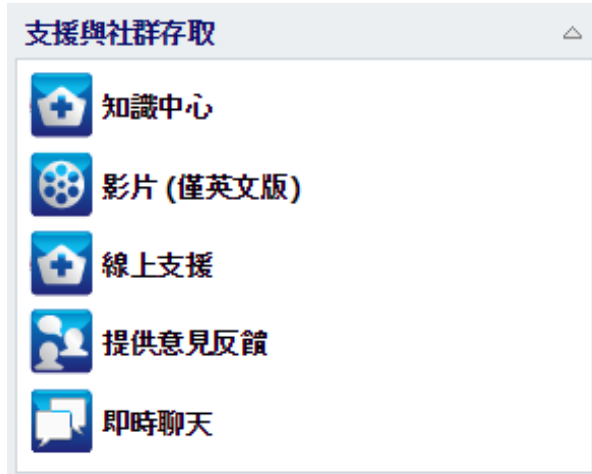 支援與社群存取
知識中心
影片 (僅英文版)
線上支援
提供意見反饋
即時聊天